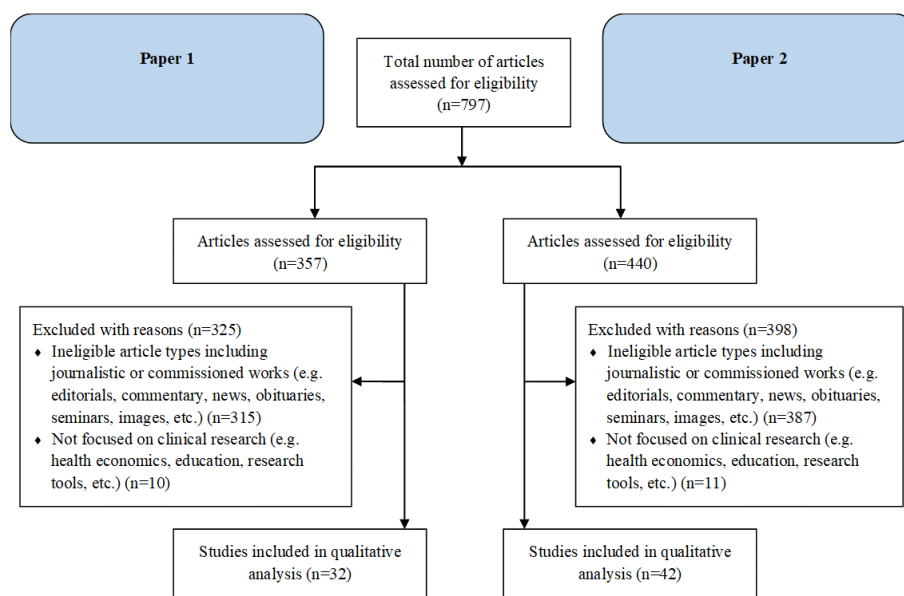 Paper 1
Total number of articles
assessed for eligibility
(n=797)
Paper 2
Articles assessed for eligibility
(n=357)
Articles assessed for eligibility
(n=440)
Excluded with reasons (n=325)
♦ Ineligible article types including
journalistic or commissioned works (e.g.
editorials, commentary, news, obituaries,
seminars, images, etc.) (n=315)
♦ Not focused on clinical research (e.g.
health economics, education, research
tools, etc.) (n=10)
Excluded with reasons (n=398)
♦ Ineligible article types including
journalistic or commissioned works (e.g.
editorials, commentary, news, obituaries,
seminars, images, etc.) (n=387)
♦ Not focused on clinical research (e.g.
health economics, education, research
tools, etc.) (n=11)
Studies included in qualitative
analysis (n=32)
Studies included in qualitative
analysis (n=42)